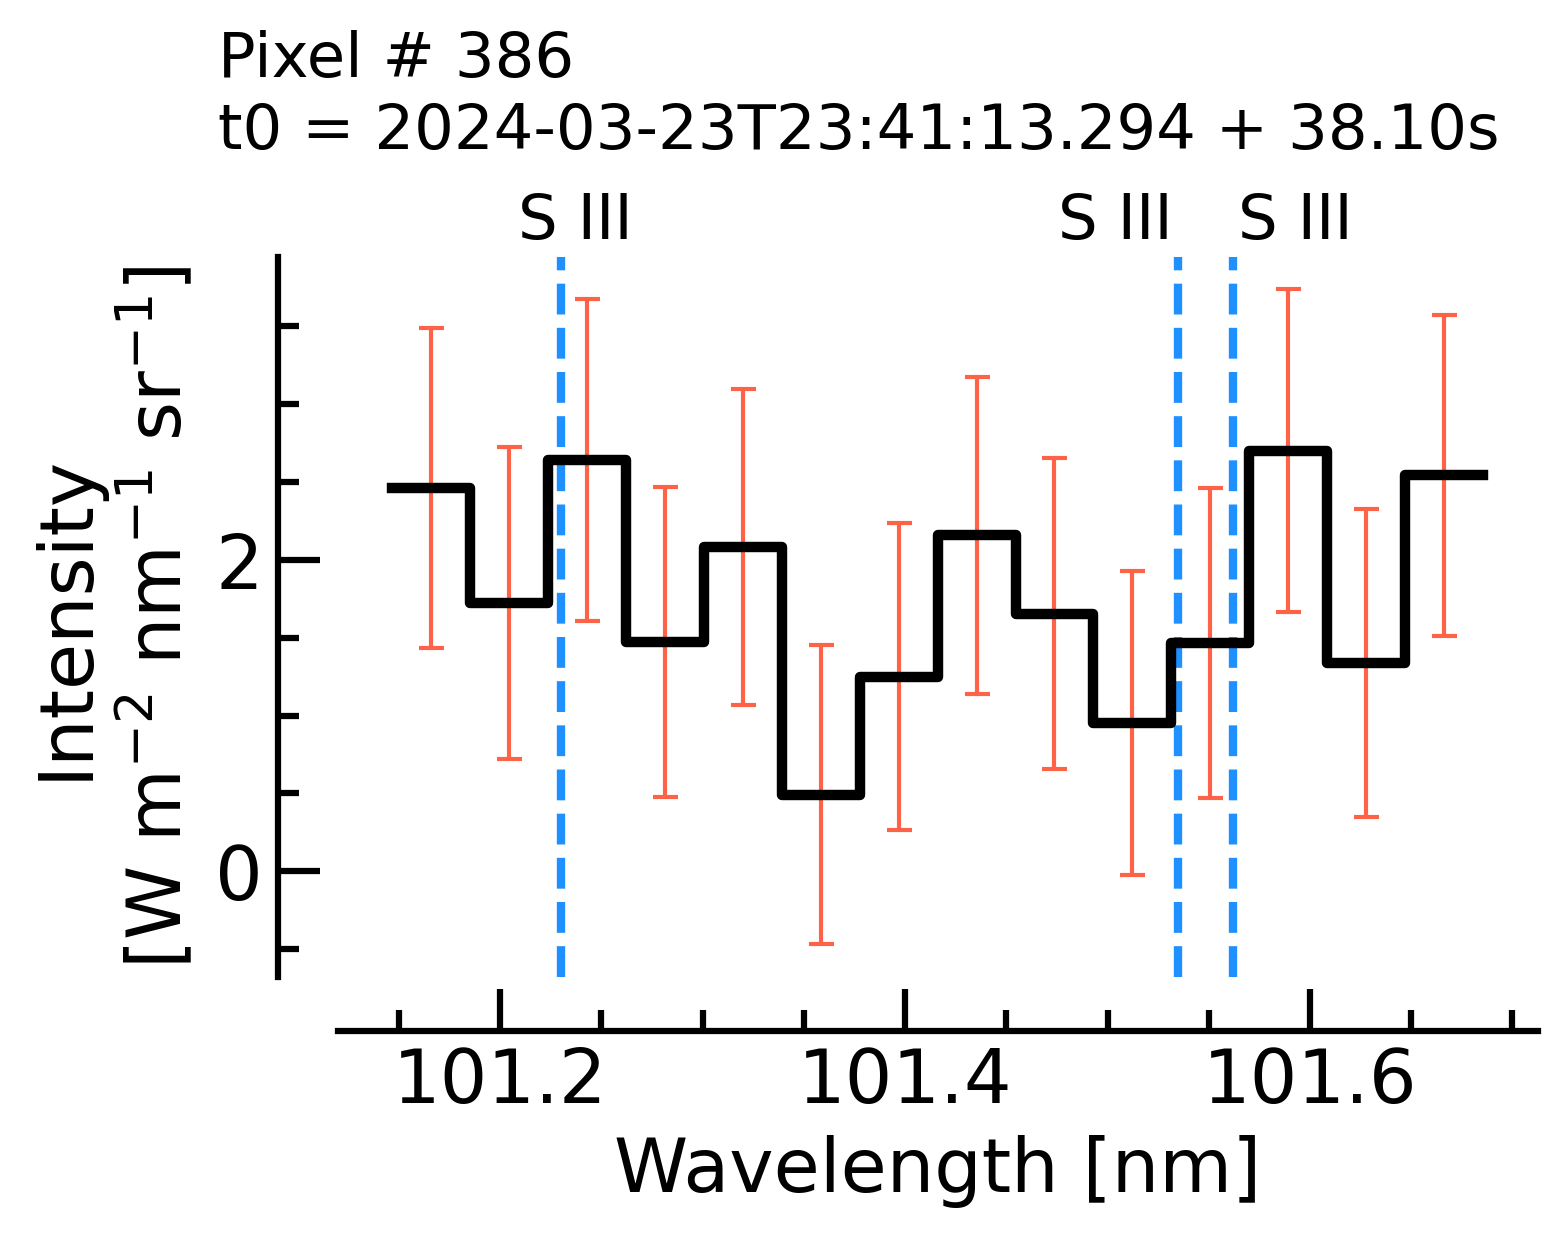 Pixel # 386
t0 = 2024-03-23T23:41:13.294 + 38.10s
S III S III S III
Intensity
[W m⁻² nm⁻¹ sr⁻¹]
2
0
101.2 101.4 101.6
Wavelength [nm]